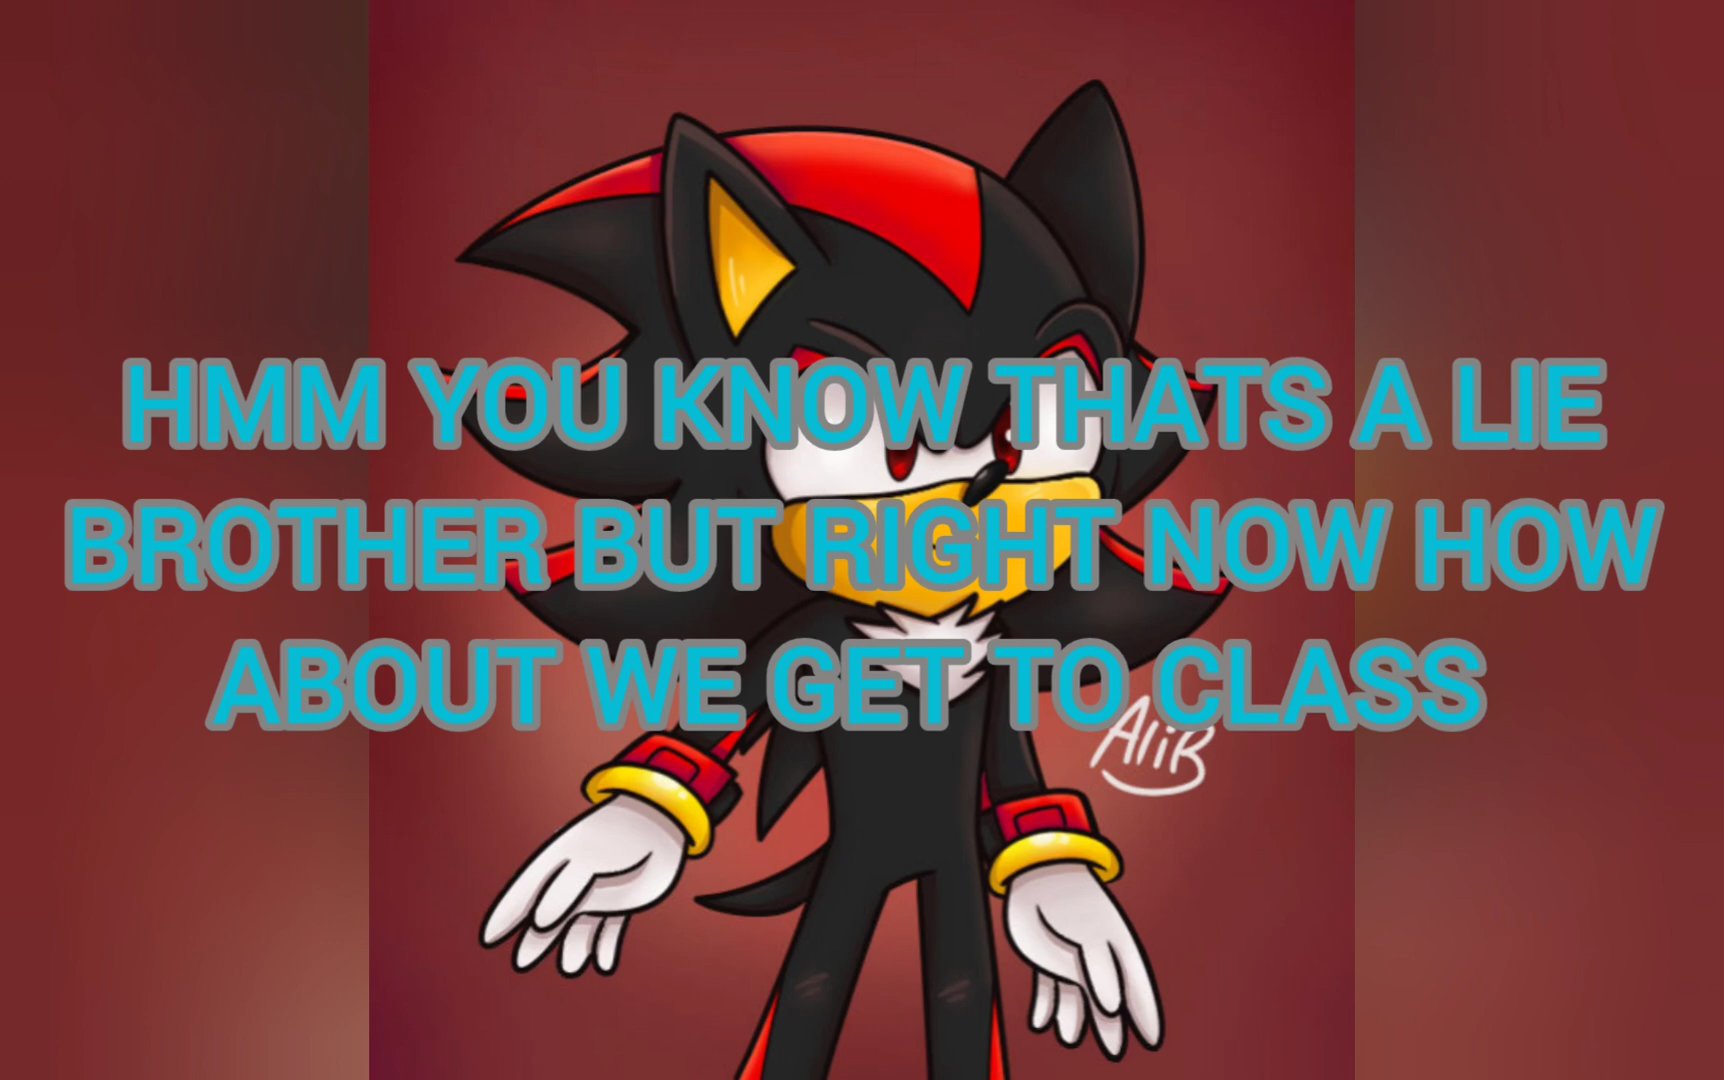 HMM YOU KNOW THATS A LIE
BROTHER BUT RIGHT NOW HOW
ABOUT WE GET TO CLASS
AliB